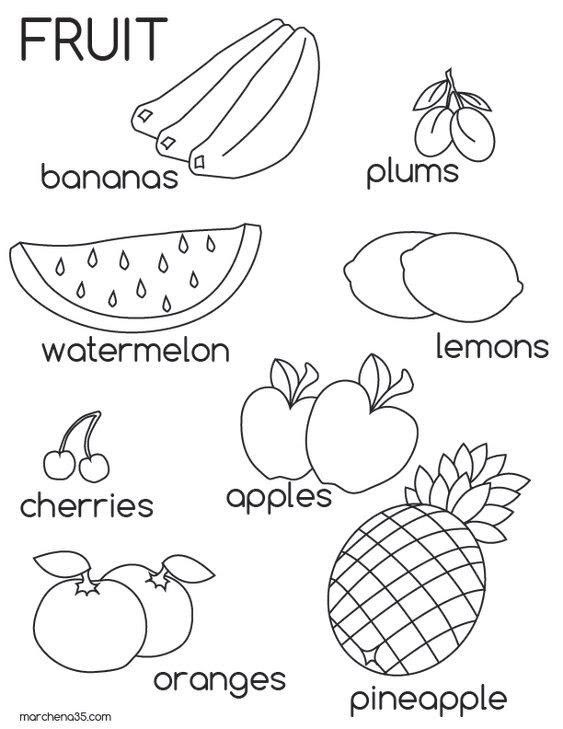 FRUIT
bananas
plums
watermelon
lemons
cherries
apples
oranges
pineapple
marchena35.com